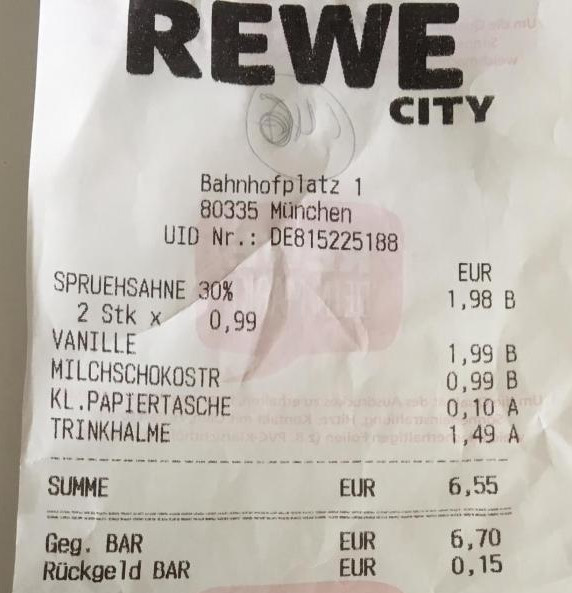 REWE
CITY
Bahnhofplatz 1
80335 München
UID Nr.: DE815225188
EUR
SPRUEHSAHNE 30% 1,98 B
2 Stk x 0,99
VANILLE 1,99 B
MILCHSCHOKOSTR 0,99 B
KL.PAPIERTASCHE 0,10 A
TRINKHALME 1,49 A
SUMME EUR 6,55
Geg. BAR EUR 6,70
Rückgeld BAR EUR 0,15